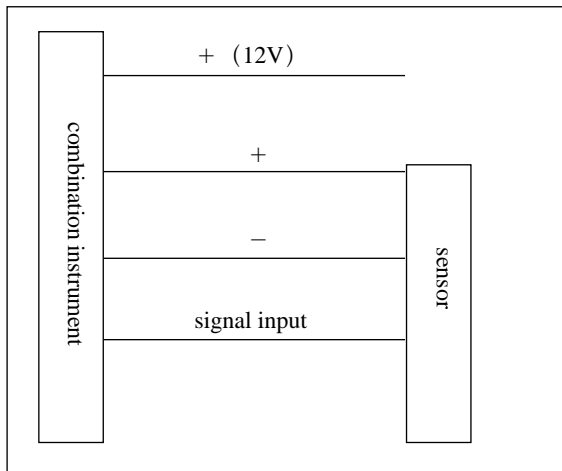 + （12V）
+
−
signal input
combination instrument
sensor